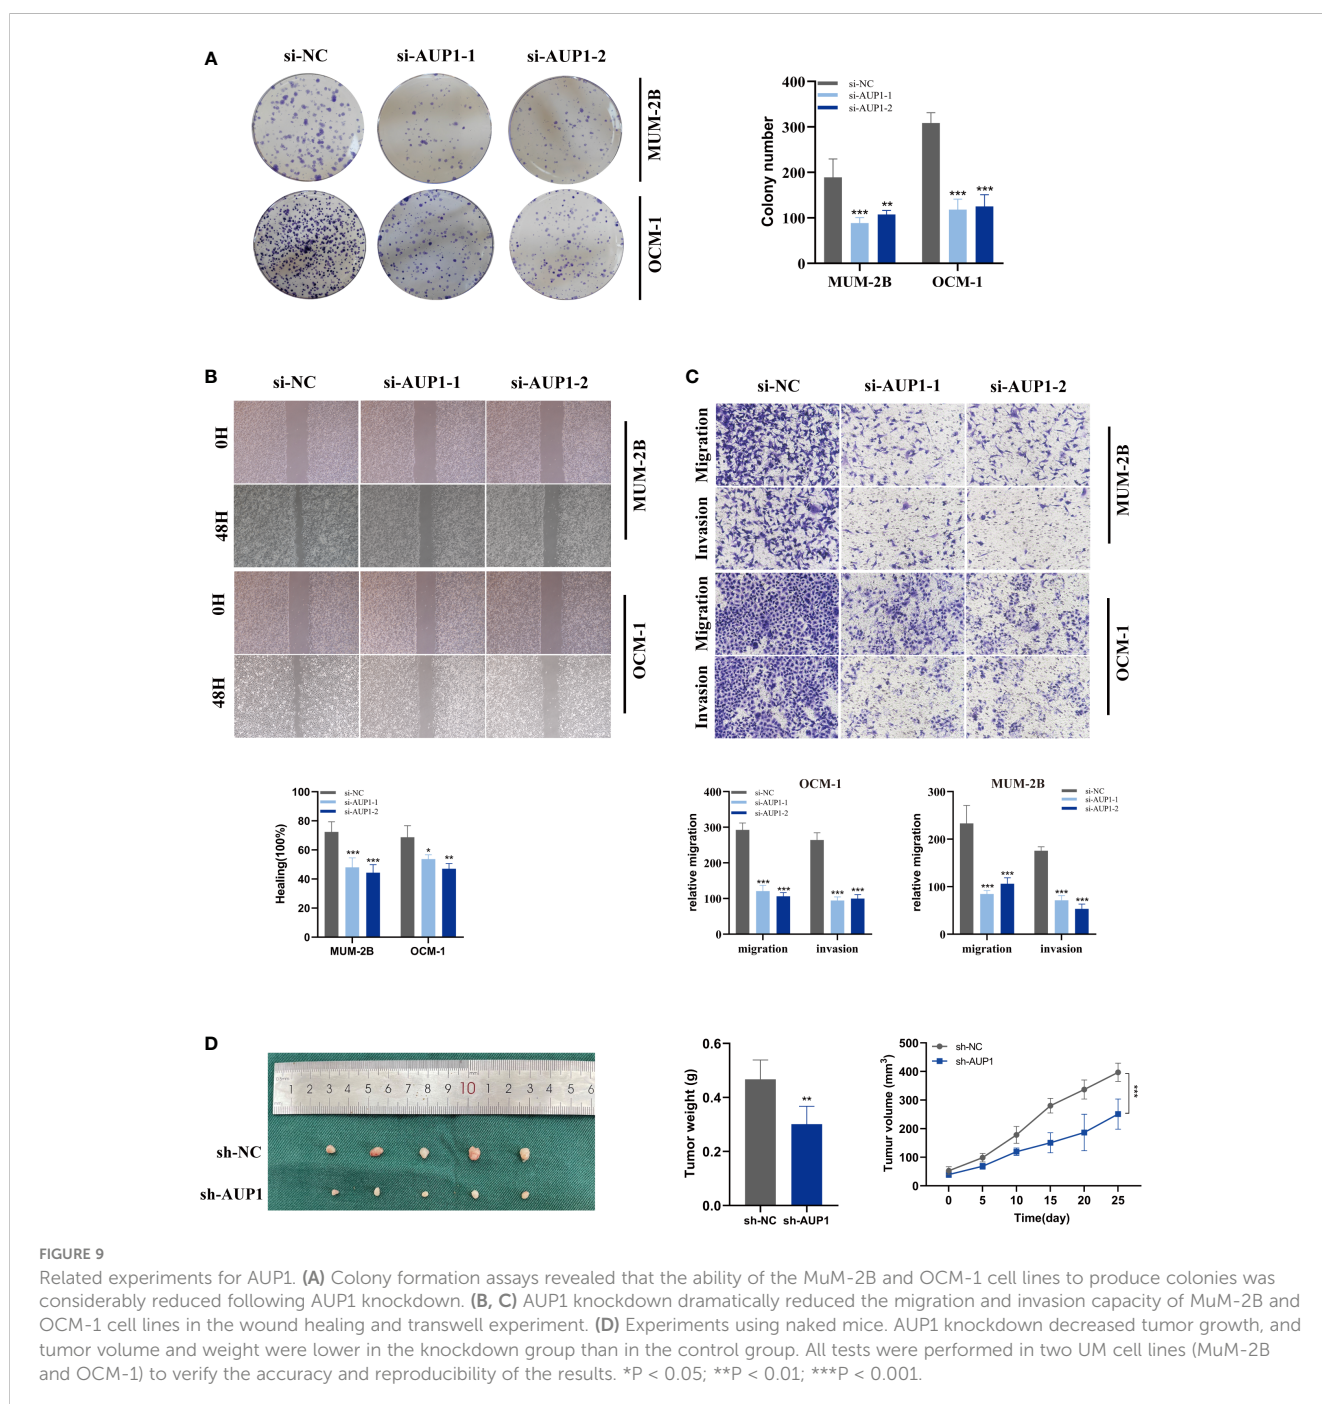 A
si-NC si-AUP1-1 si-AUP1-2
MUM-2B
OCM-1
400
300
200
100
0
Colony number
si-NC
si-AUP1-1
si-AUP1-2
*** **
*** ***
MUM-2B OCM-1
B
si-NC si-AUP1-1 si-AUP1-2
0H
48H
MUM-2B
0H
48H
OCM-1
100
80
60
40
20
0
Healing(100%)
si-NC
si-AUP1-1
si-AUP1-2
*** ***
* **
MUM-2B OCM-1
C
si-NC si-AUP1-1 si-AUP1-2
Migration
Invasion
MUM-2B
Migration
Invasion
OCM-1
OCM-1
400
300
200
100
0
relative migration
si-NC
si-AUP1-1
si-AUP1-2
*** ***
*** ***
migration invasion
MUM-2B
300
200
100
0
relative migration
si-NC
si-AUP1-1
si-AUP1-2
*** ***
*** ***
migration invasion
D
1 2 3 4 5 6 7 8 9 10 1 2 3 4 5 6
sh-NC
sh-AUP1
0.6
0.4
0.2
0.0
Tumor weight (g)
**
sh-NC sh-AUP1
500
400
300
200
100
0
Tumur volume (mm³)
sh-NC
sh-AUP1
***
0 5 10 15 20 25
Time(day)
FIGURE 9
Related experiments for AUP1. (A) Colony formation assays revealed that the ability of the MuM-2B and OCM-1 cell lines to produce colonies was
considerably reduced following AUP1 knockdown. (B, C) AUP1 knockdown dramatically reduced the migration and invasion capacity of MuM-2B and
OCM-1 cell lines in the wound healing and transwell experiment. (D) Experiments using naked mice. AUP1 knockdown decreased tumor growth, and
tumor volume and weight were lower in the knockdown group than in the control group. All tests were performed in two UM cell lines (MuM-2B
and OCM-1) to verify the accuracy and reproducibility of the results. *P < 0.05; **P < 0.01; ***P < 0.001.